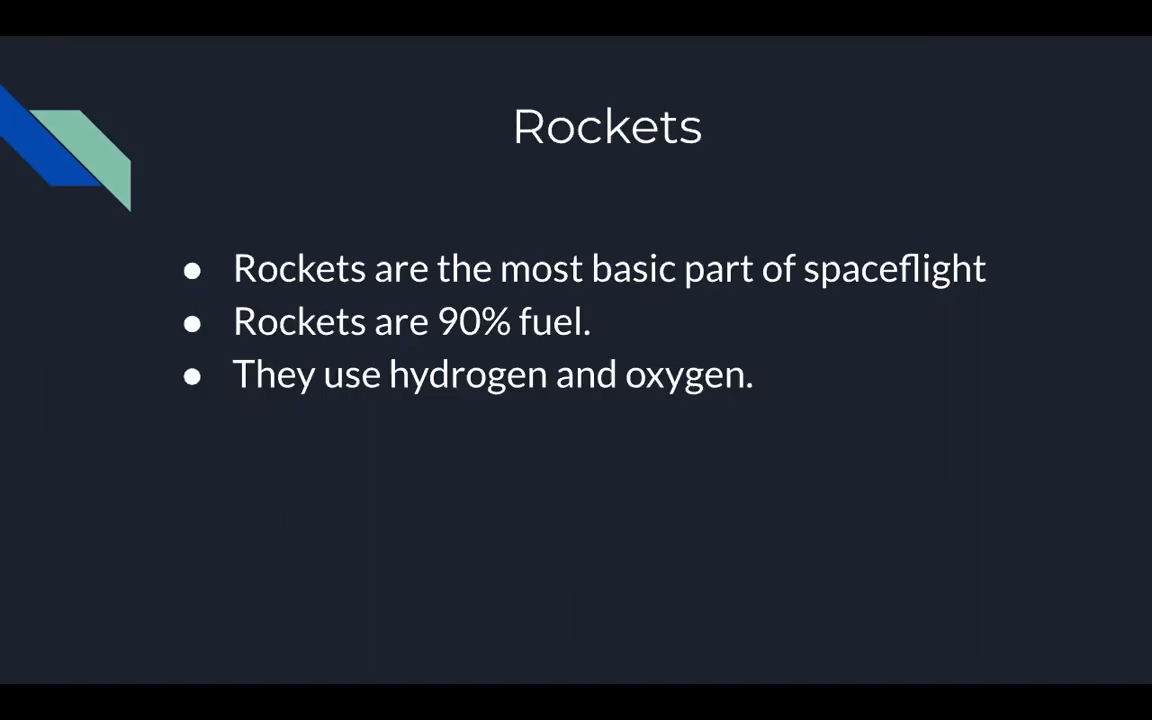 Rockets
● Rockets are the most basic part of spaceflight
● Rockets are 90% fuel.
● They use hydrogen and oxygen.